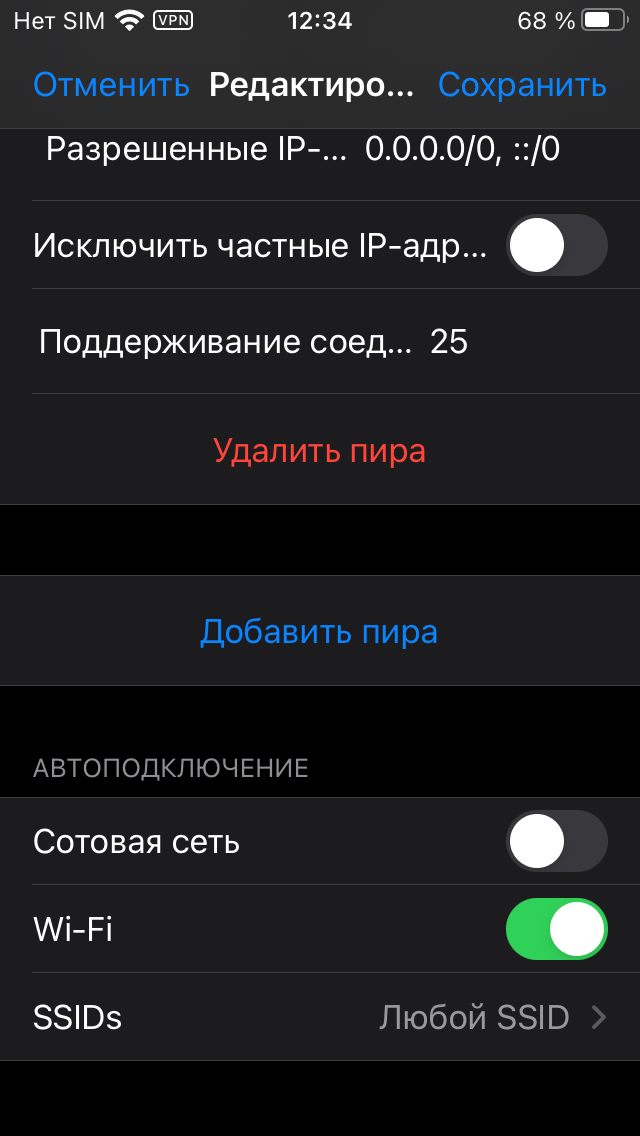 Нет SIM VPN 12:34 68 %
Отменить Редактиро... Сохранить
Разрешенные IP-... 0.0.0.0/0, ::/0
Исключить частные IP-адр...
Поддерживание соед... 25
Удалить пира
Добавить пира
АВТОПОДКЛЮЧЕНИЕ
Сотовая сеть
Wi-Fi
SSIDs Любой SSID